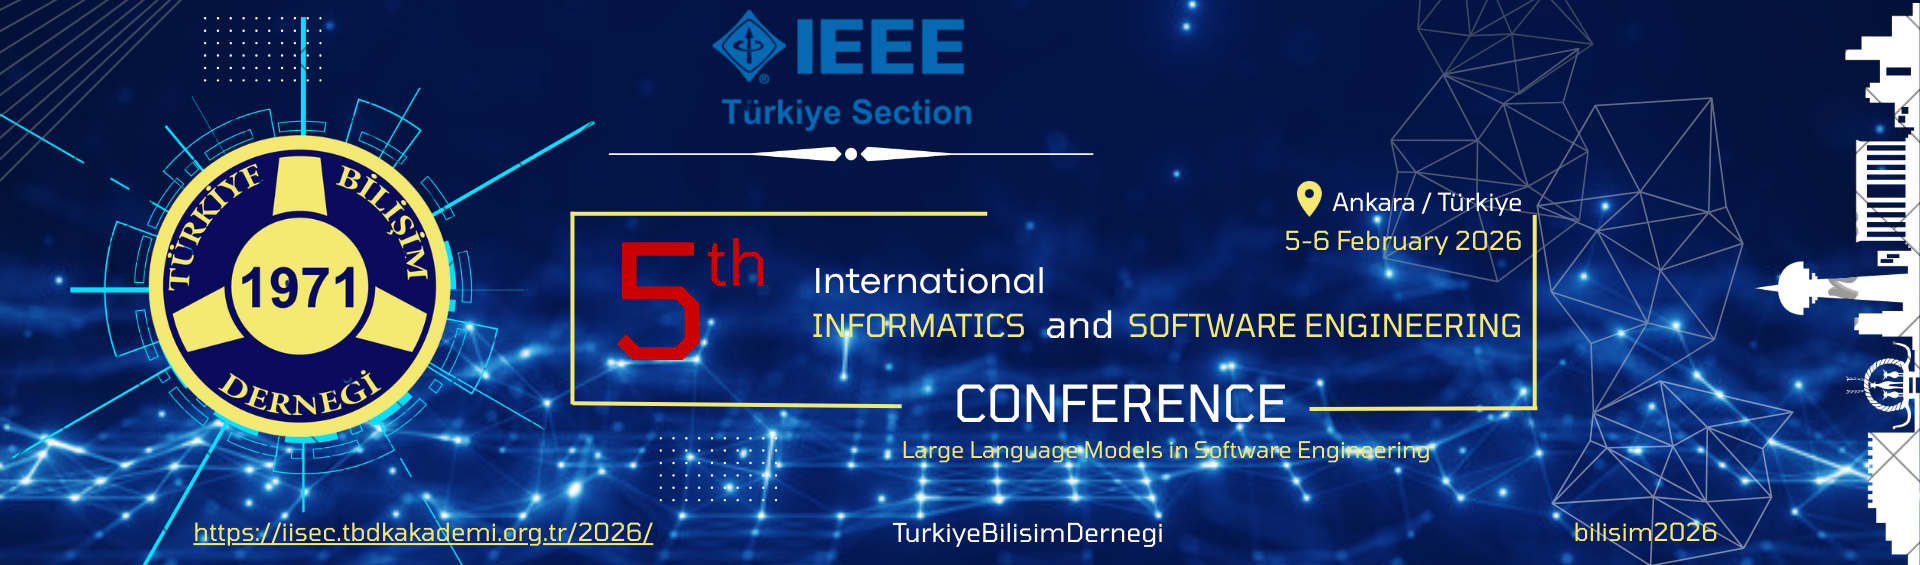 IEEE
Türkiye Section
TÜRKİYE BİLİŞİM DERNEĞİ
1971
Ankara / Türkiye
5-6 February 2026
5th
International
INFORMATICS and SOFTWARE ENGINEERING
CONFERENCE
Large Language Models in Software Engineering
https://iisec.tbdkakademi.org.tr/2026/
TurkiyeBilisimDernegi
bilisim2026